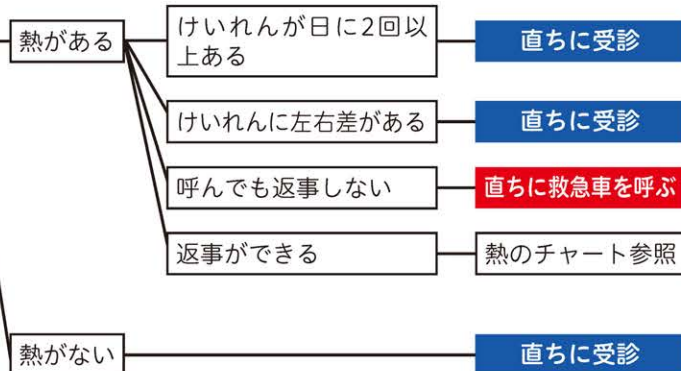 熱がある
けいれんが日に2回以
上ある
直ちに受診
けいれんに左右差がある
直ちに受診
呼んでも返事しない
直ちに救急車を呼ぶ
返事ができる
熱のチャート参照
熱がない
直ちに受診